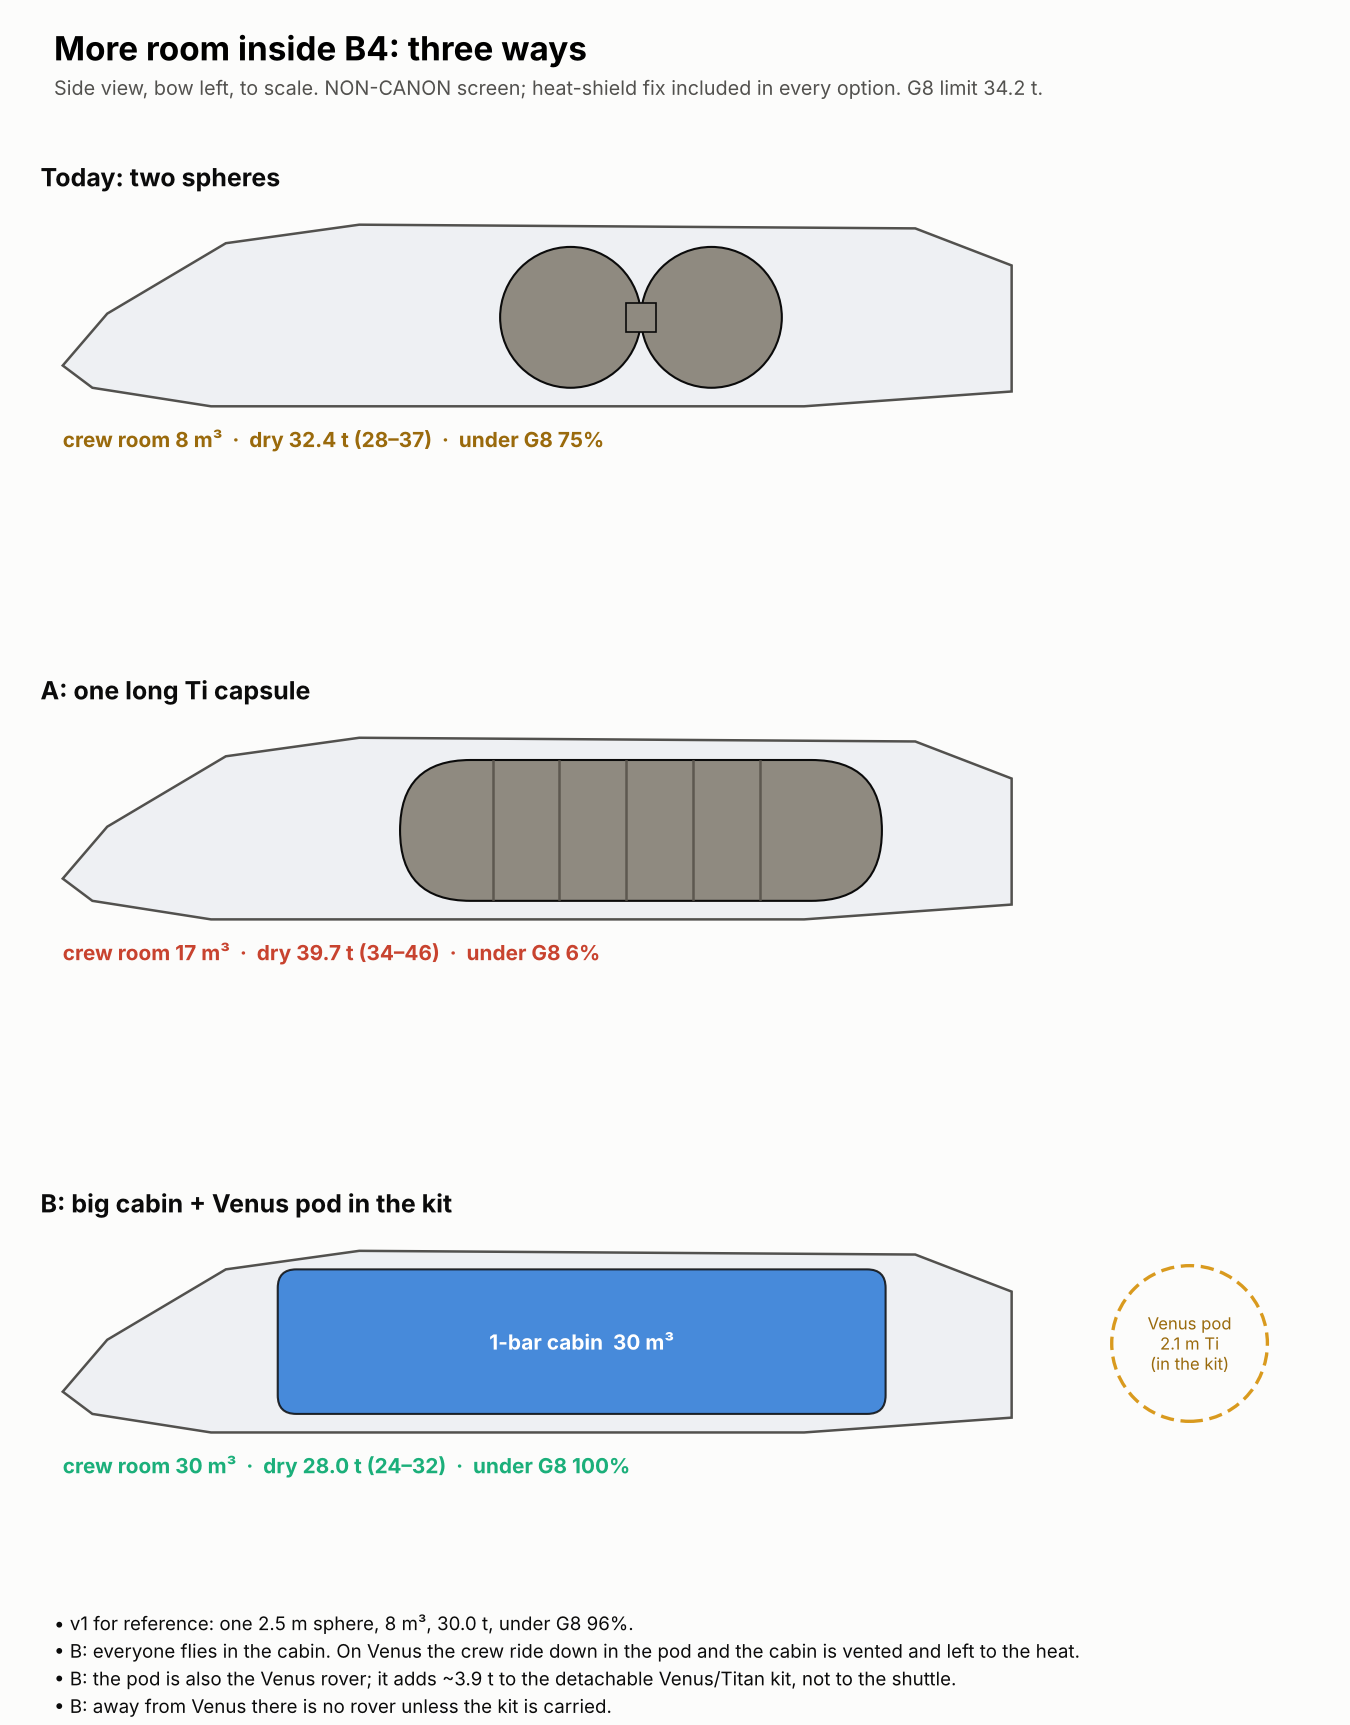 More room inside B4: three ways
Side view, bow left, to scale. NON-CANON screen; heat-shield fix included in every option. G8 limit 34.2 t.
Today: two spheres
crew room 8 m³ · dry 32.4 t (28–37) · under G8 75%
A: one long Ti capsule
crew room 17 m³ · dry 39.7 t (34–46) · under G8 6%
B: big cabin + Venus pod in the kit
1-bar cabin 30 m³
Venus pod
2.1 m Ti
(in the kit)
crew room 30 m³ · dry 28.0 t (24–32) · under G8 100%
• v1 for reference: one 2.5 m sphere, 8 m³, 30.0 t, under G8 96%.
• B: everyone flies in the cabin. On Venus the crew ride down in the pod and the cabin is vented and left to the heat.
• B: the pod is also the Venus rover; it adds ~3.9 t to the detachable Venus/Titan kit, not to the shuttle.
• B: away from Venus there is no rover unless the kit is carried.